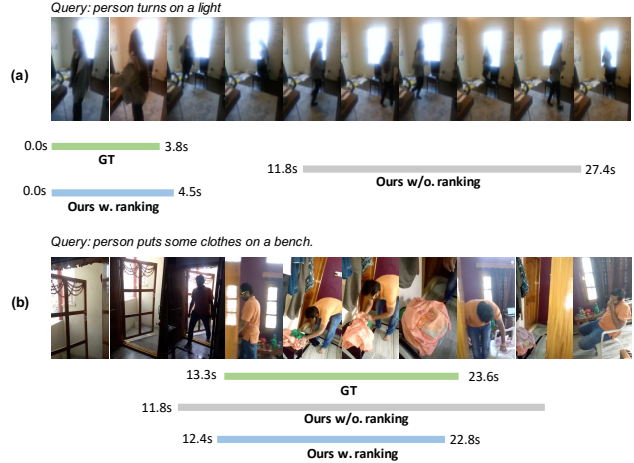 Query: person turns on a light
(a)
0.0s 3.8s
GT
11.8s 27.4s
Ours w/o. ranking
0.0s 4.5s
Ours w. ranking
Query: person puts some clothes on a bench.
(b)
13.3s 23.6s
GT
11.8s
Ours w/o. ranking
12.4s 22.8s
Ours w. ranking